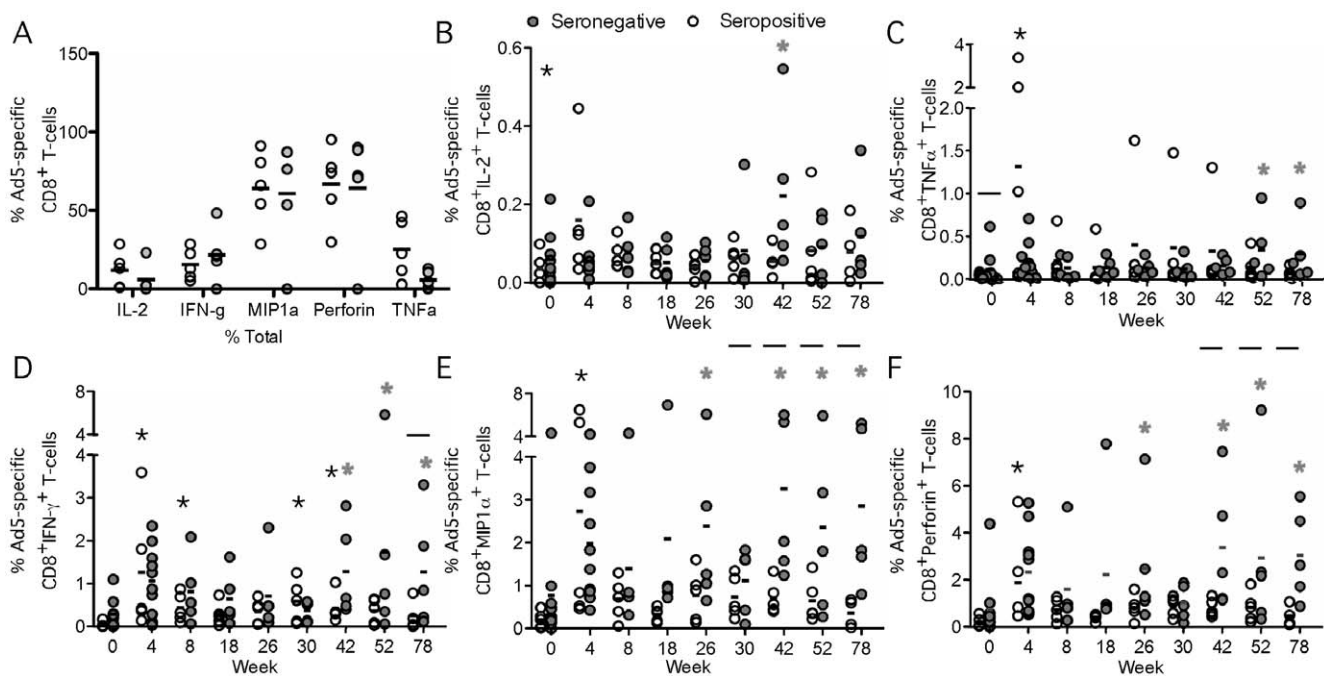 Seronegative Seropositive
A
% Ad5-specific
CD8+ T-cells
150
100
50
0
IL-2 IFN-g MIP1a Perforin TNFa
% Total
B
% Ad5-specific
CD8+IL-2+ T-cells
0.6
0.4
0.2
0.0
*
*
0 4 8 18 26 30 42 52 78
Week
C
% Ad5-specific
CD8+TNFα+ T-cells
4
2
2.0
1.5
1.0
0.5
0.0
*
* *
0 4 8 18 26 30 42 52 78
Week
D
% Ad5-specific
CD8+IFN-γ+ T-cells
8
4
4
3
2
1
0
* * * * * * *
0 4 8 18 26 30 42 52 78
Week
E
% Ad5-specific
CD8+MIP1α+ T-cells
8
4
4
3
2
1
0
* * * * *
0 4 8 18 26 30 42 52 78
Week
F
% Ad5-specific
CD8+Perforin+ T-cells
10
8
6
4
2
0
* * * * *
0 4 8 18 26 30 42 52 78
Week